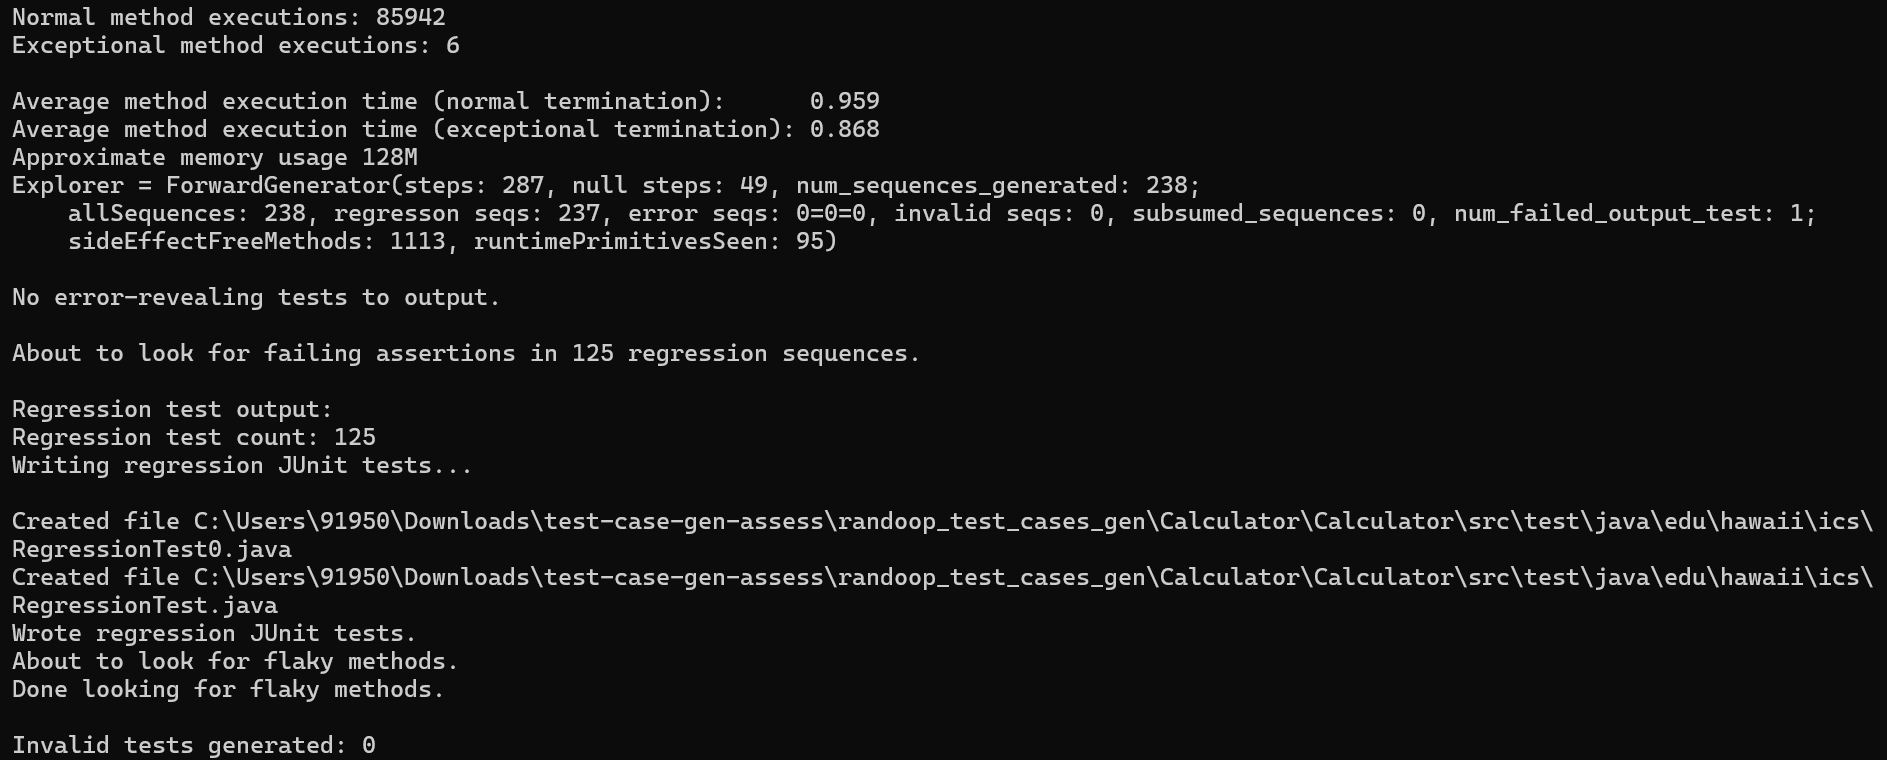 Normal method executions: 85942
Exceptional method executions: 6
Average method execution time (normal termination):      0.959
Average method execution time (exceptional termination): 0.868
Approximate memory usage 128M
Explorer = ForwardGenerator(steps: 287, null steps: 49, num_sequences_generated: 238;
    allSequences: 238, regresson seqs: 237, error seqs: 0=0=0, invalid seqs: 0, subsumed_sequences: 0, num_failed_output_test: 1;
    sideEffectFreeMethods: 1113, runtimePrimitivesSeen: 95)
No error-revealing tests to output.
About to look for failing assertions in 125 regression sequences.
Regression test output:
Regression test count: 125
Writing regression JUnit tests...
Created file C:\Users\91950\Downloads\test-case-gen-assess\randoop_test_cases_gen\Calculator\Calculator\src\test\java\edu\hawaii\ics\
RegressionTest0.java
Created file C:\Users\91950\Downloads\test-case-gen-assess\randoop_test_cases_gen\Calculator\Calculator\src\test\java\edu\hawaii\ics\
RegressionTest.java
Wrote regression JUnit tests.
About to look for flaky methods.
Done looking for flaky methods.
Invalid tests generated: 0